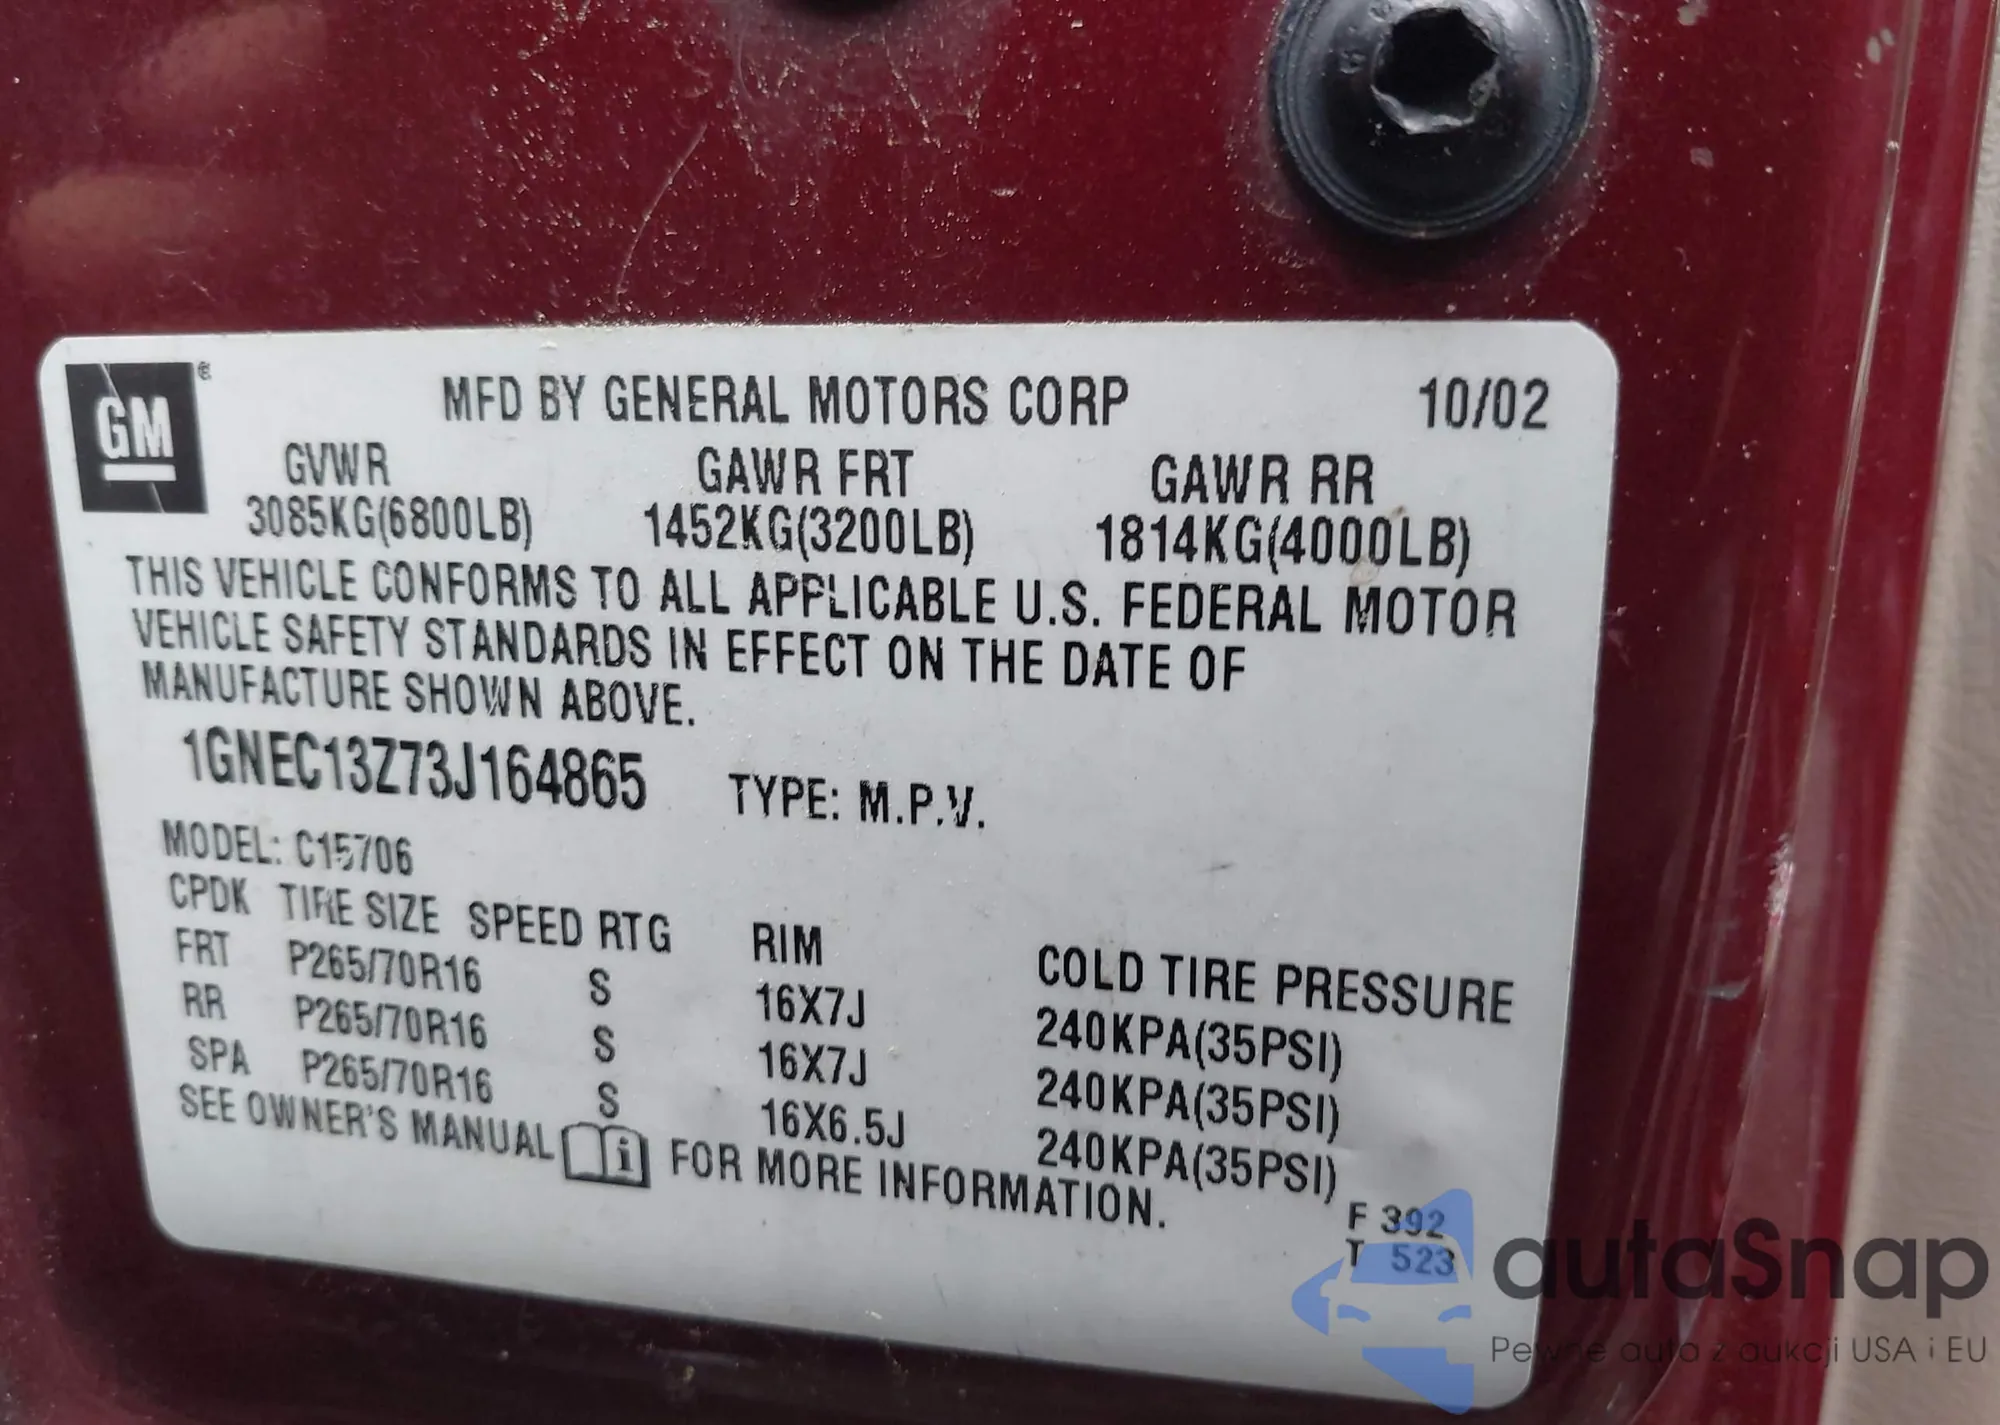 GM®
MFD BY GENERAL MOTORS CORP 10/02
GVWR GAWR FRT GAWR RR
3085KG(6800LB) 1452KG(3200LB) 1814KG(4000LB)
THIS VEHICLE CONFORMS TO ALL APPLICABLE U.S. FEDERAL MOTOR
VEHICLE SAFETY STANDARDS IN EFFECT ON THE DATE OF
MANUFACTURE SHOWN ABOVE.
1GNEC13Z73J164865 TYPE: M.P.V.
MODEL: C15706
CPDK TIRE SIZE SPEED RTG RIM COLD TIRE PRESSURE
FRT P265/70R16 S 16X7J 240KPA(35PSI)
RR P265/70R16 S 16X7J 240KPA(35PSI)
SPA P265/70R16 S 16X6.5J 240KPA(35PSI)
SEE OWNER'S MANUAL i FOR MORE INFORMATION.
F 392
T 523
autaSnap
Pewne auta z aukcji USA i EU